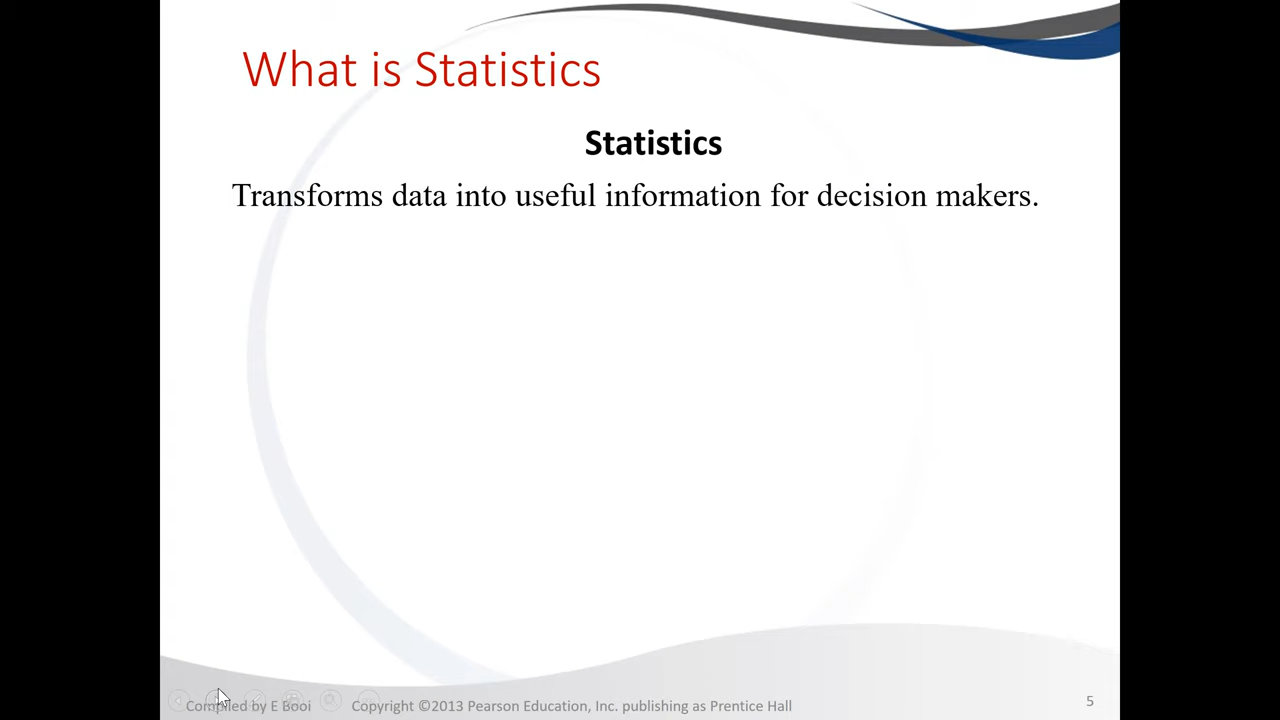 What is Statistics
Statistics
Transforms data into useful information for decision makers.
Compiled by E Booi
Copyright ©2013 Pearson Education, Inc. publishing as Prentice Hall
5